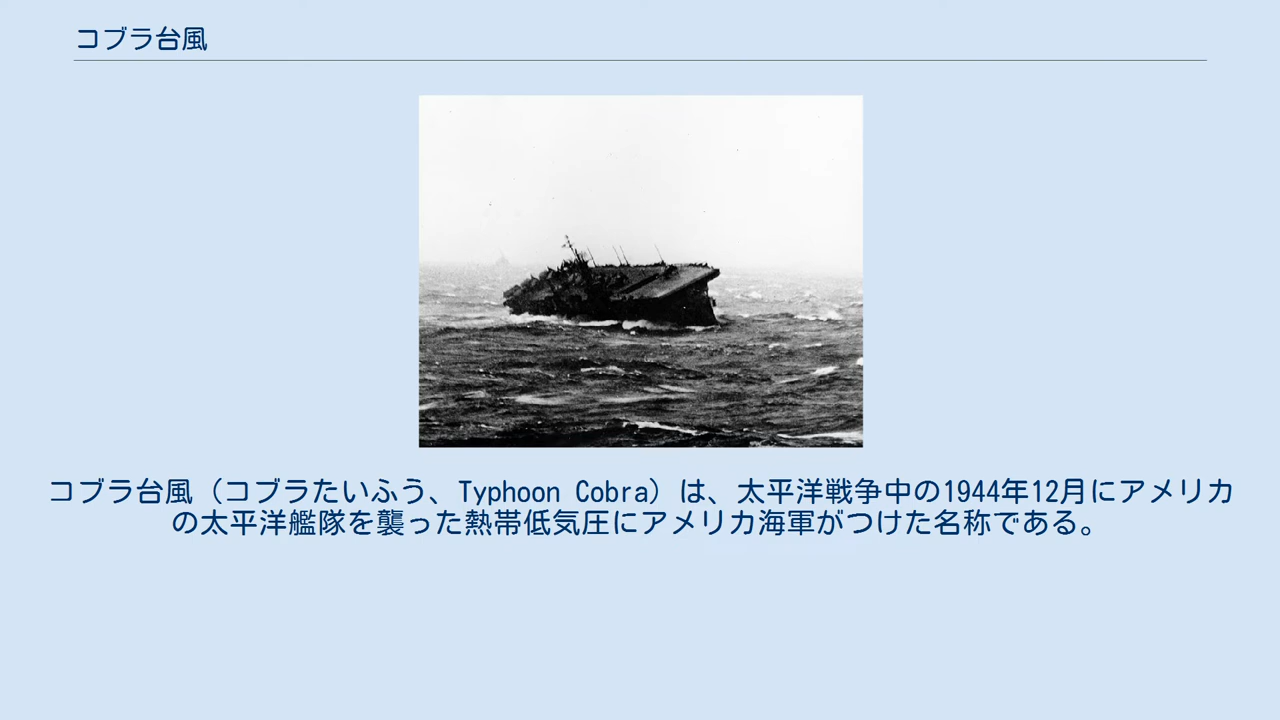 コブラ台風
コブラ台風（コブラたいふう、Typhoon Cobra）は、太平洋戦争中の1944年12月にアメリカ
の太平洋艦隊を襲った熱帯低気圧にアメリカ海軍がつけた名称である。